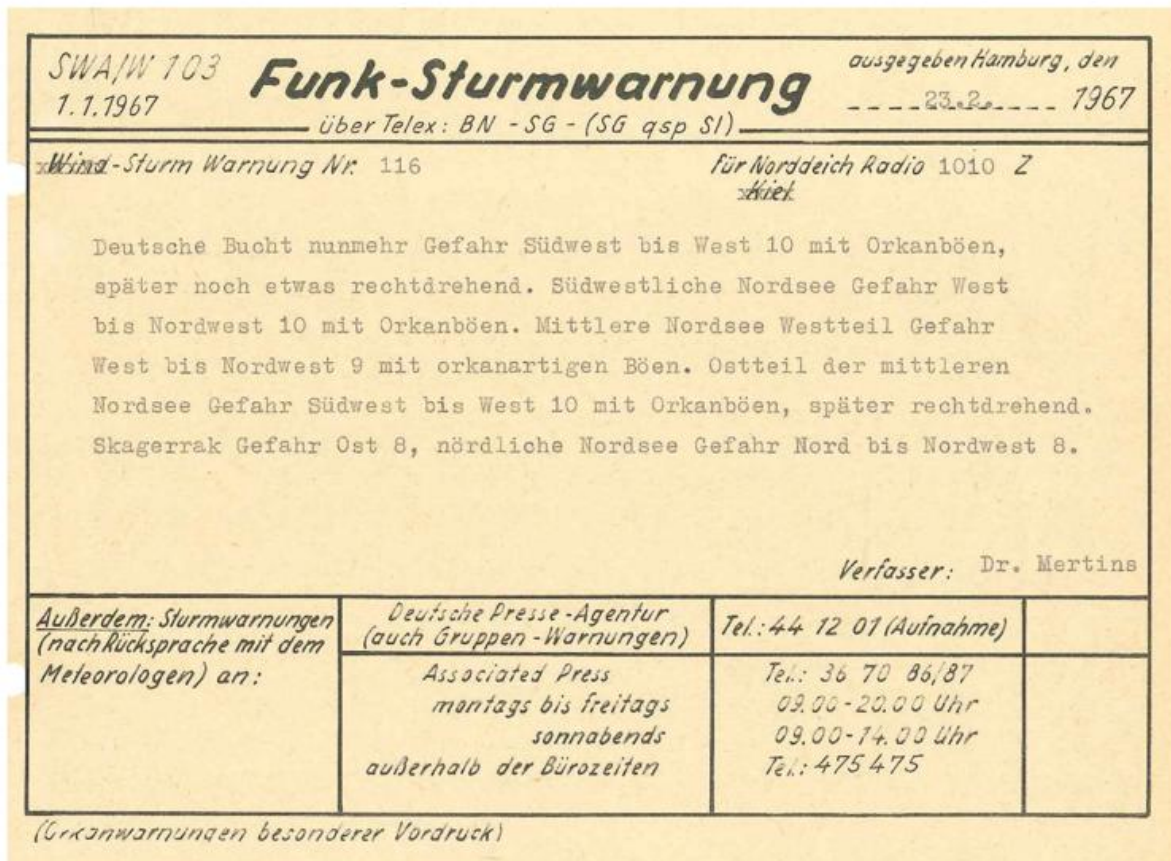 SWA/W 103
1.1.1967
Funk-Sturmwarnung
über Telex: BN - SG - (SG qsp SI)
ausgegeben Hamburg, den
23.2. 1967
Wind-Sturm Warnung Nr. 116
für Norddeich Radio 1010 Z
Kiel
Deutsche Bucht nunmehr Gefahr Südwest bis West 10 mit Orkanböen,
später noch etwas rechtdrehend. Südwestliche Nordsee Gefahr West
bis Nordwest 10 mit Orkanböen. Mittlere Nordsee Westteil Gefahr
West bis Nordwest 9 mit orkanartigen Böen. Ostteil der mittleren
Nordsee Gefahr Südwest bis West 10 mit Orkanböen, später rechtdrehend.
Skagerrak Gefahr Ost 8, nördliche Nordsee Gefahr Nord bis Nordwest 8.
Verfasser: Dr. Mertins
Außerdem: Sturmwarnungen
(nach Rücksprache mit dem
Meteorologen) an:
Deutsche Presse-Agentur
(auch Gruppen-Warnungen)
Tel.: 44 12 01 (Aufnahme)
Associated Press
montags bis freitags
sonnabends
außerhalb der Bürozeiten
Tel.: 36 70 86/87
09.00-20.00 Uhr
09.00-14.00 Uhr
Tel.: 475 475
(Orkanwarnungen besonderer Vordruck)